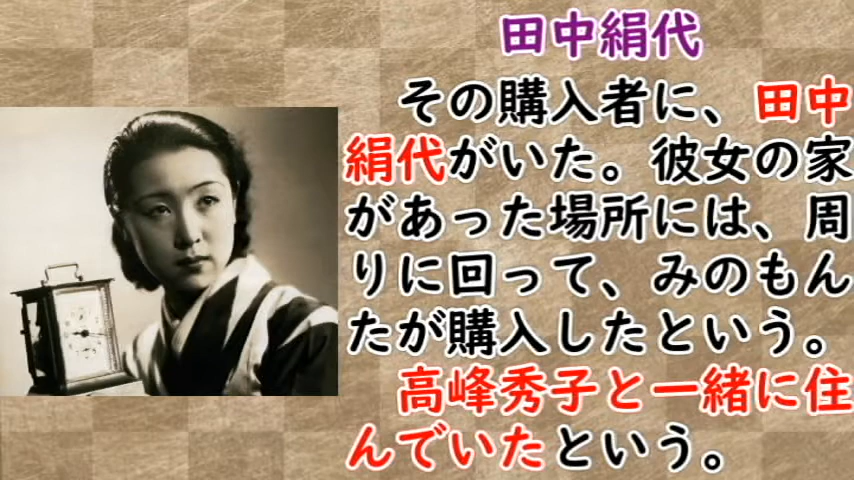 田中絹代
その購入者に、田中
絹代がいた。彼女の家
があった場所には、周
りに回って、みのもん
たが購入したという。
高峰秀子と一緒に住
んでいたという。